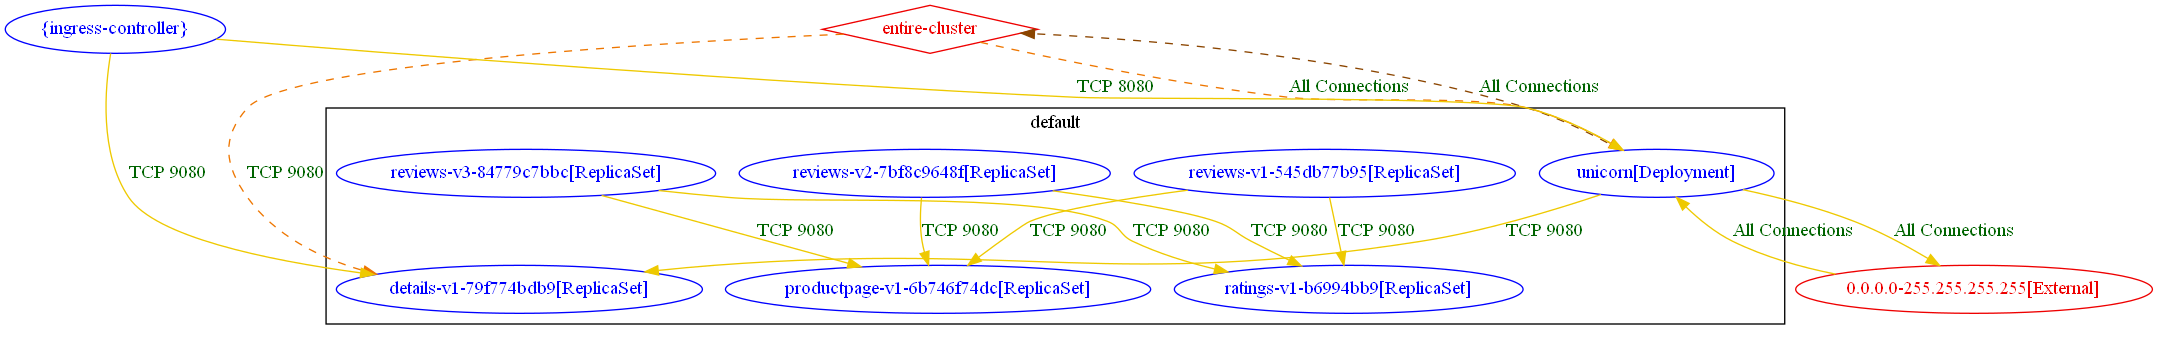 {ingress-controller}
entire-cluster
TCP 8080
All Connections
All Connections
default
TCP 9080
TCP 9080
reviews-v3-84779c7bbc[ReplicaSet]
reviews-v2-7bf8c9648f[ReplicaSet]
reviews-v1-545db77b95[ReplicaSet]
unicorn[Deployment]
TCP 9080
TCP 9080
TCP 9080
TCP 9080
TCP 9080
TCP 9080
TCP 9080
All Connections
All Connections
details-v1-79f774bdb9[ReplicaSet]
productpage-v1-6b746f74dc[ReplicaSet]
ratings-v1-b6994bb9[ReplicaSet]
0.0.0.0-255.255.255.255[External]